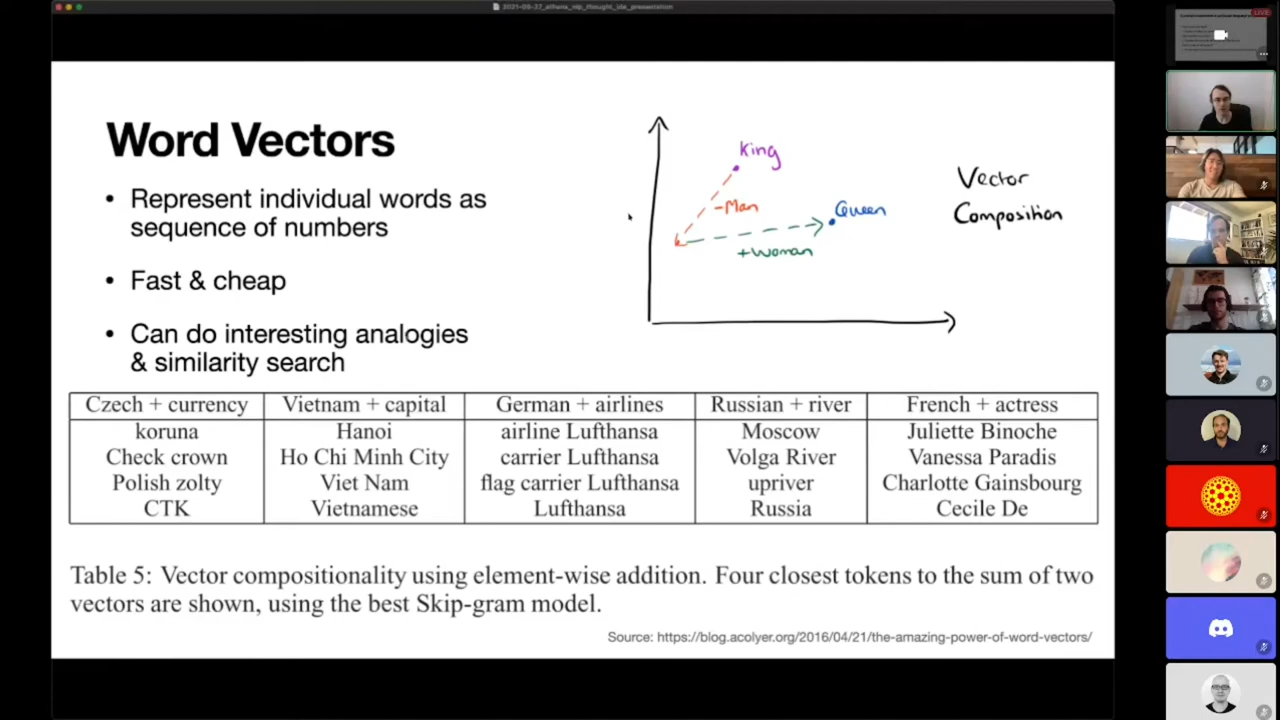 2021-09-27_athens_nlp_thought_ide_presentation
LIVE
Word Vectors
• Represent individual words as
sequence of numbers
• Fast & cheap
• Can do interesting analogies
& similarity search
King
-Man
Queen
+Woman
Vector
Composition
Czech + currency Vietnam + capital German + airlines Russian + river French + actress
koruna Hanoi airline Lufthansa Moscow Juliette Binoche
Check crown Ho Chi Minh City carrier Lufthansa Volga River Vanessa Paradis
Polish zolty Viet Nam flag carrier Lufthansa upriver Charlotte Gainsbourg
CTK Vietnamese Lufthansa Russia Cecile De
Table 5: Vector compositionality using element-wise addition. Four closest tokens to the sum of two
vectors are shown, using the best Skip-gram model.
Source: https://blog.acolyer.org/2016/04/21/the-amazing-power-of-word-vectors/